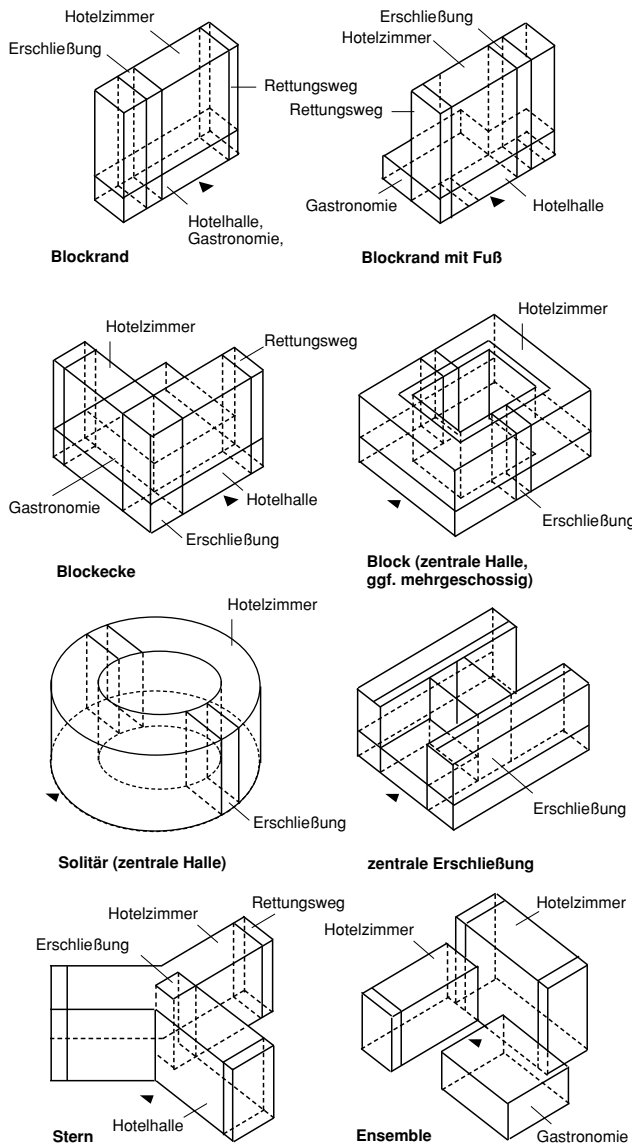 Hotelzimmer
Erschließung
Rettungsweg
Hotelhalle,
Gastronomie,
Blockrand
Erschließung
Hotelzimmer
Rettungsweg
Gastronomie
Hotelhalle
Blockrand mit Fuß
Hotelzimmer
Rettungsweg
Gastronomie
Hotelhalle
Erschließung
Blockecke
Hotelzimmer
Erschließung
Block (zentrale Halle,
ggf. mehrgeschossig)
Hotelzimmer
Erschließung
Solitär (zentrale Halle)
Erschließung
zentrale Erschließung
Rettungsweg
Hotelzimmer
Erschließung
Hotelhalle
Stern
Hotelzimmer
Hotelzimmer
Gastronomie
Ensemble